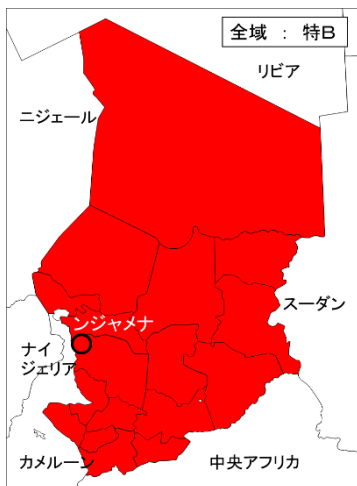 全域 : 特B
リビア
ニジェール
スーダン
ンジャメナ
ナイ
ジェリア
カメルーン
中央アフリカ